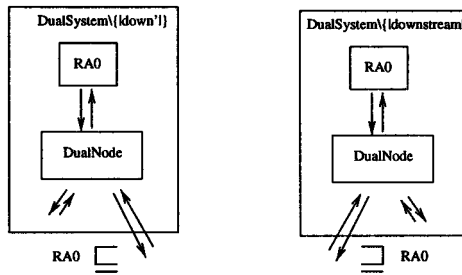 DualSystem\{|down'|}
RA0
DualNode
RA0
DualSystem\{|downstream
RA0
DualNode
RA0